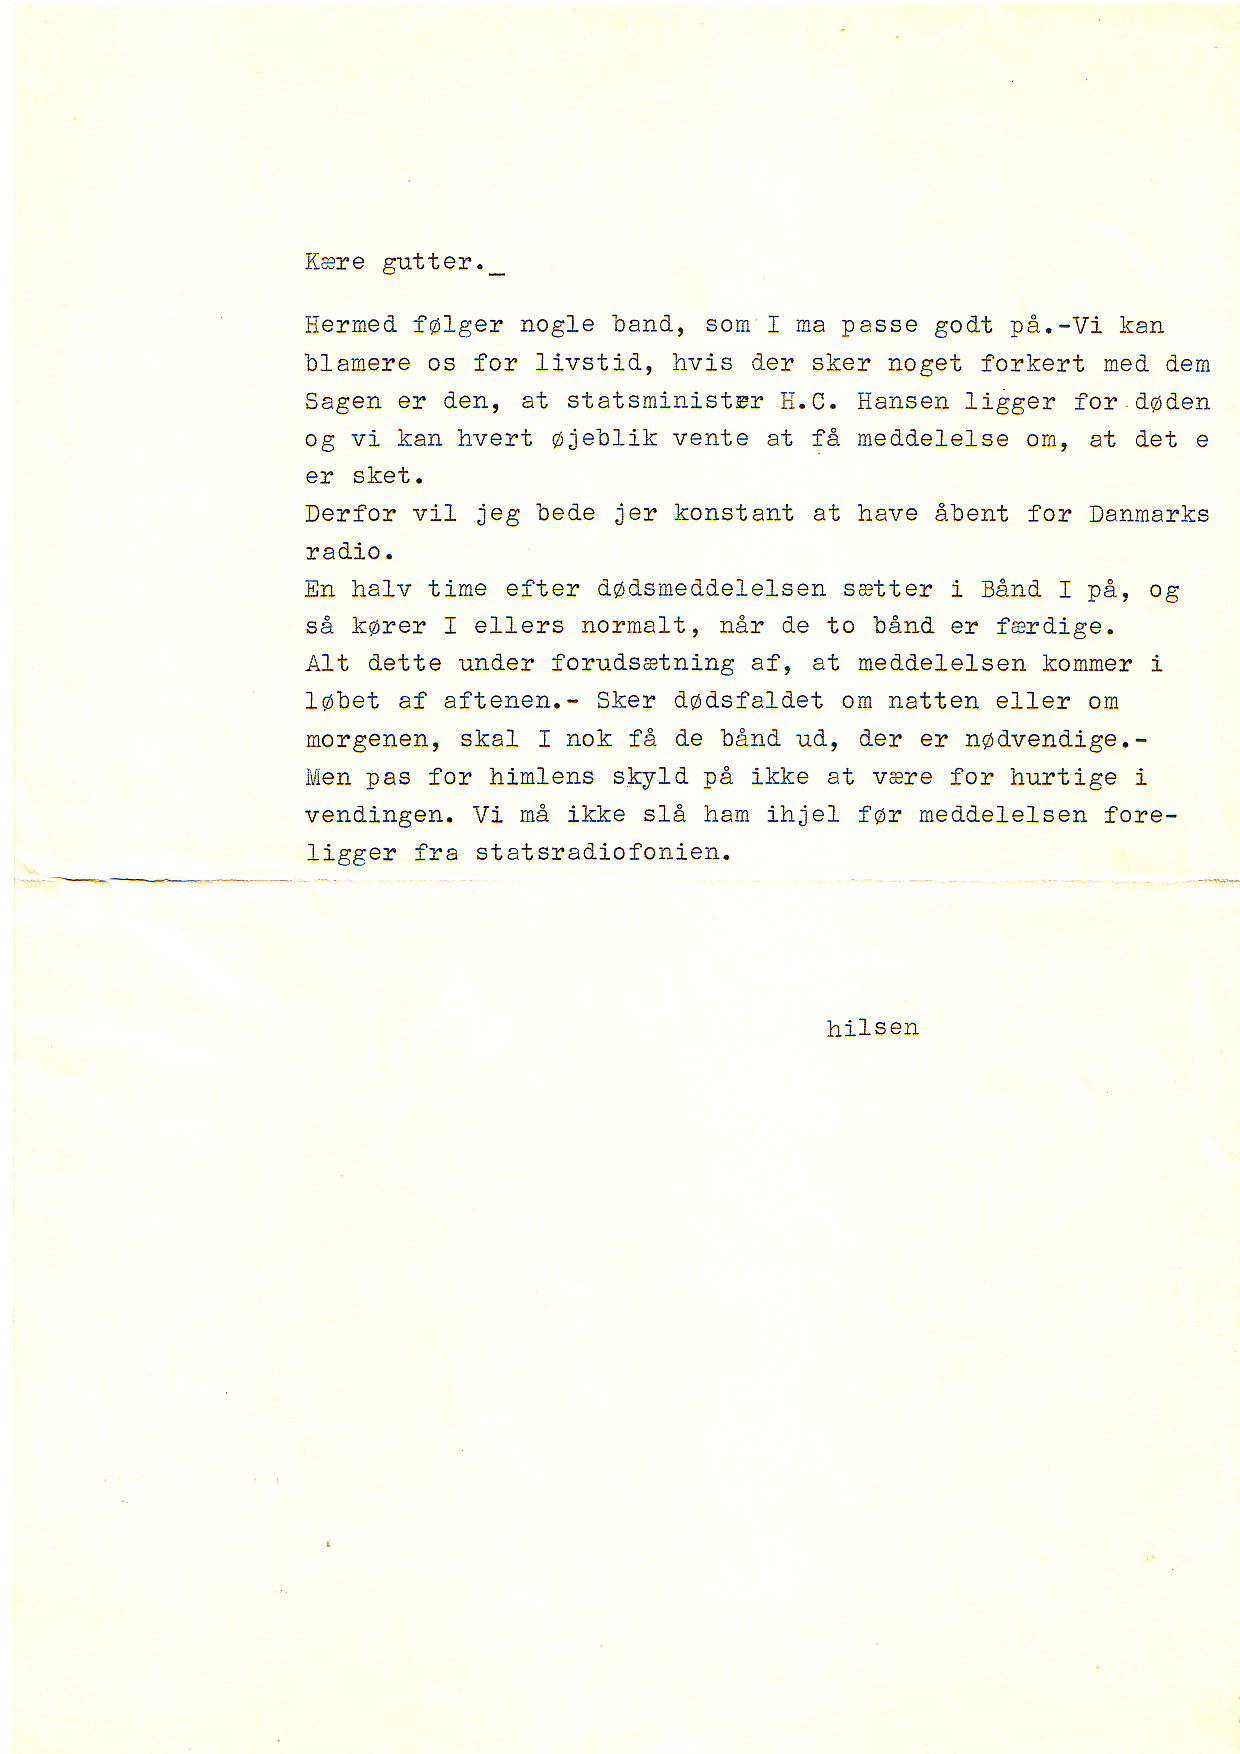 Kære gutter._
Hermed følger nogle band, som I ma passe godt på.-Vi kan
blamere os for livstid, hvis der sker noget forkert med dem
Sagen er den, at statsminister H.C. Hansen ligger for døden
og vi kan hvert øjeblik vente at få meddelelse om, at det e
er sket.
Derfor vil jeg bede jer konstant at have åbent for Danmarks
radio.
En halv time efter dødsmeddelelsen sætter i Bånd I på, og
så kører I ellers normalt, når de to bånd er færdige.
Alt dette under forudsætning af, at meddelelsen kommer i
løbet af aftenen.- Sker dødsfaldet om natten eller om
morgenen, skal I nok få de bånd ud, der er nødvendige.-
Men pas for himlens skyld på ikke at være for hurtige i
vendingen. Vi må ikke slå ham ihjel før meddelelsen fore-
ligger fra statsradiofonien.
hilsen